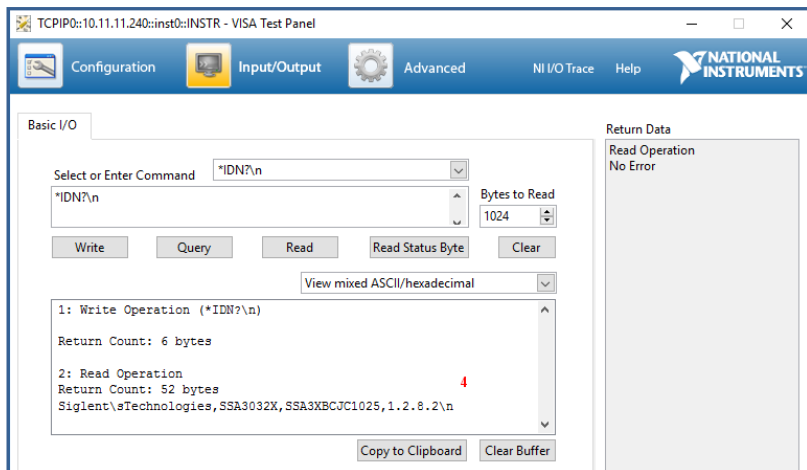 TCPIP0::10.11.11.240::inst0::INSTR - VISA Test Panel
Configuration Input/Output Advanced NI I/O Trace Help NATIONAL INSTRUMENTS
Basic I/O
Return Data
Read Operation
No Error
Select or Enter Command *IDN?\n
*IDN?\n
Bytes to Read
1024
Write Query Read Read Status Byte Clear
View mixed ASCII/hexadecimal
1: Write Operation (*IDN?\n)
Return Count: 6 bytes
2: Read Operation
4
Return Count: 52 bytes
Siglent\sTechnologies,SSA3032X,SSA3XBCJC1025,1.2.8.2\n
Copy to Clipboard Clear Buffer